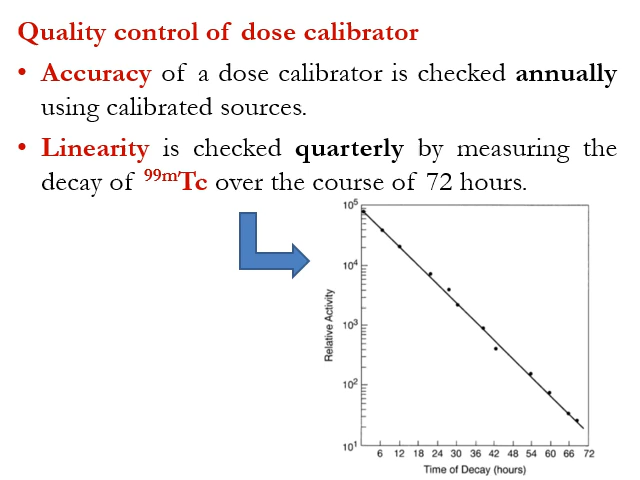 Quality control of dose calibrator
• Accuracy of a dose calibrator is checked annually
using calibrated sources.
• Linearity is checked quarterly by measuring the
decay of ⁹⁹ᵐTc over the course of 72 hours.
10⁵
10⁴
10³
10²
10¹
Relative Activity
6 12 18 24 30 36 42 48 54 60 66 72
Time of Decay (hours)